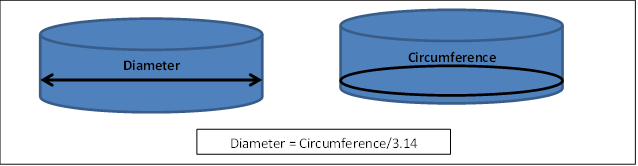 Diameter
Circumference
Diameter = Circumference/3.14